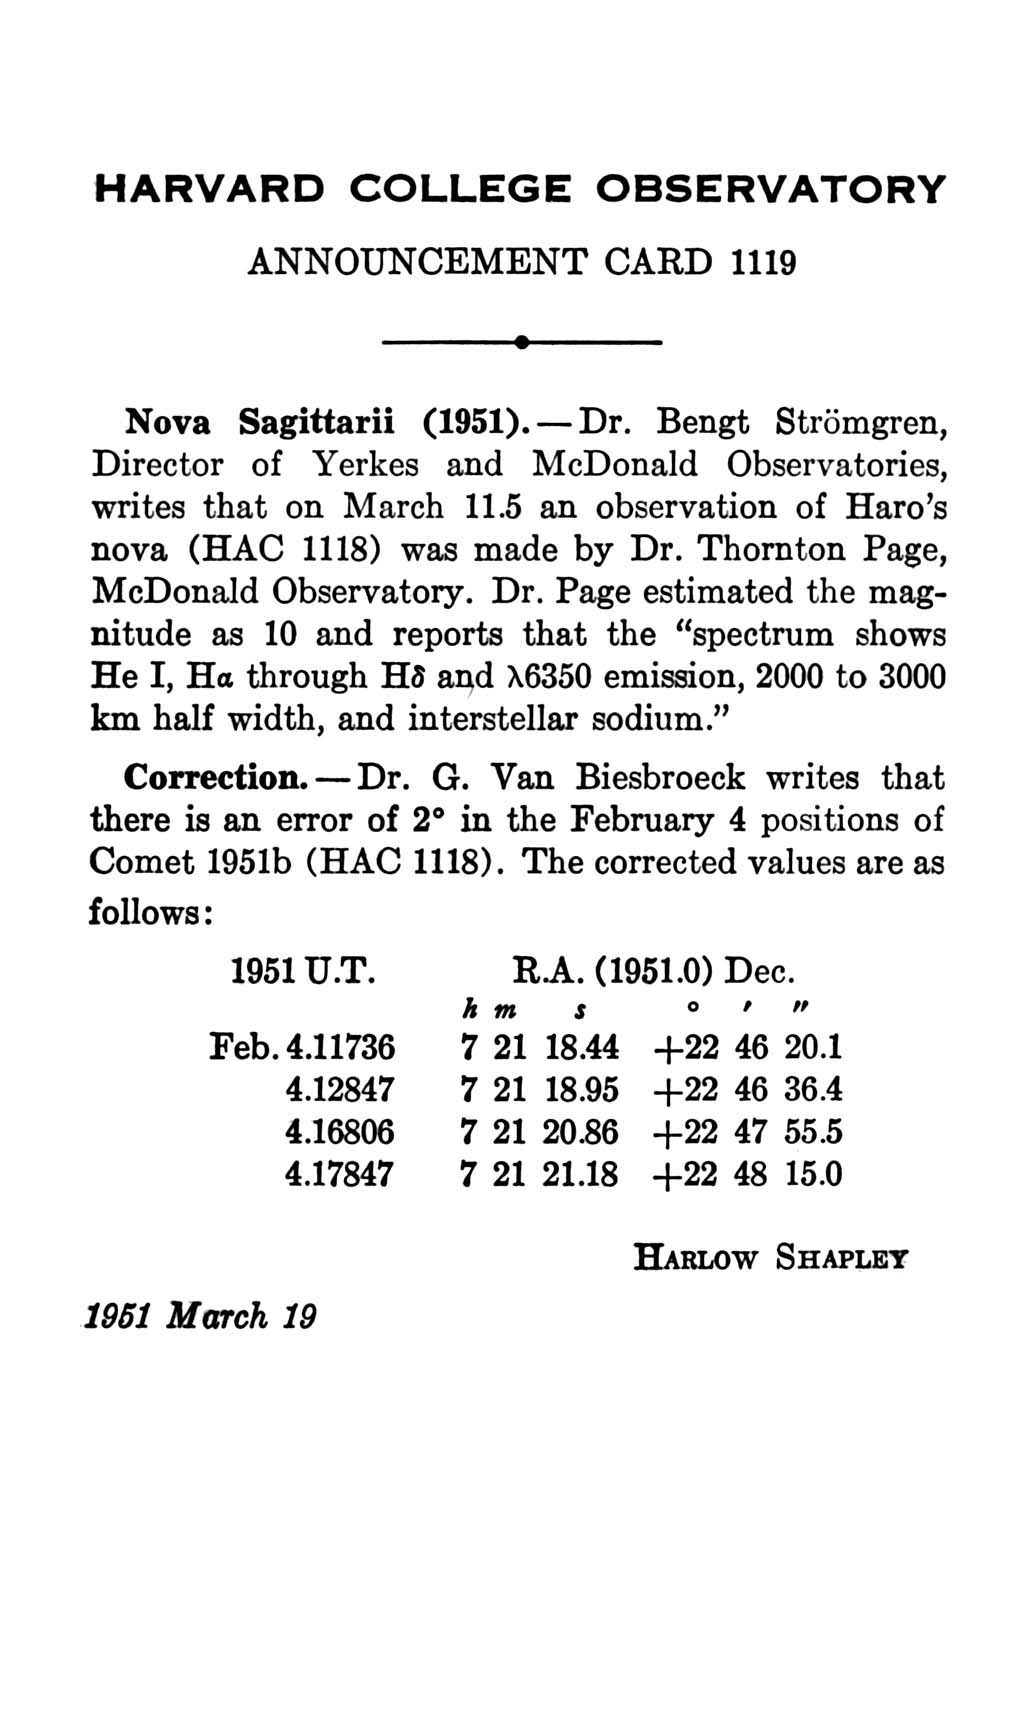 HARVARD COLLEGE OBSERVATORY
ANNOUNCEMENT CARD 1119
Nova Sagittarii (1951).—Dr. Bengt Strömgren,
Director of Yerkes and McDonald Observatories,
writes that on March 11.5 an observation of Haro's
nova (HAC 1118) was made by Dr. Thornton Page,
McDonald Observatory. Dr. Page estimated the mag-
nitude as 10 and reports that the "spectrum shows
He I, Hα through Hδ and λ6350 emission, 2000 to 3000
km half width, and interstellar sodium."
Correction.—Dr. G. Van Biesbroeck writes that
there is an error of 2° in the February 4 positions of
Comet 1951b (HAC 1118). The corrected values are as
follows:
1951 U.T. R.A. (1951.0) Dec.
h m s ° ′ ″
Feb. 4.11736 7 21 18.44 +22 46 20.1
4.12847 7 21 18.95 +22 46 36.4
4.16806 7 21 20.86 +22 47 55.5
4.17847 7 21 21.18 +22 48 15.0
HARLOW SHAPLEY
1951 March 19